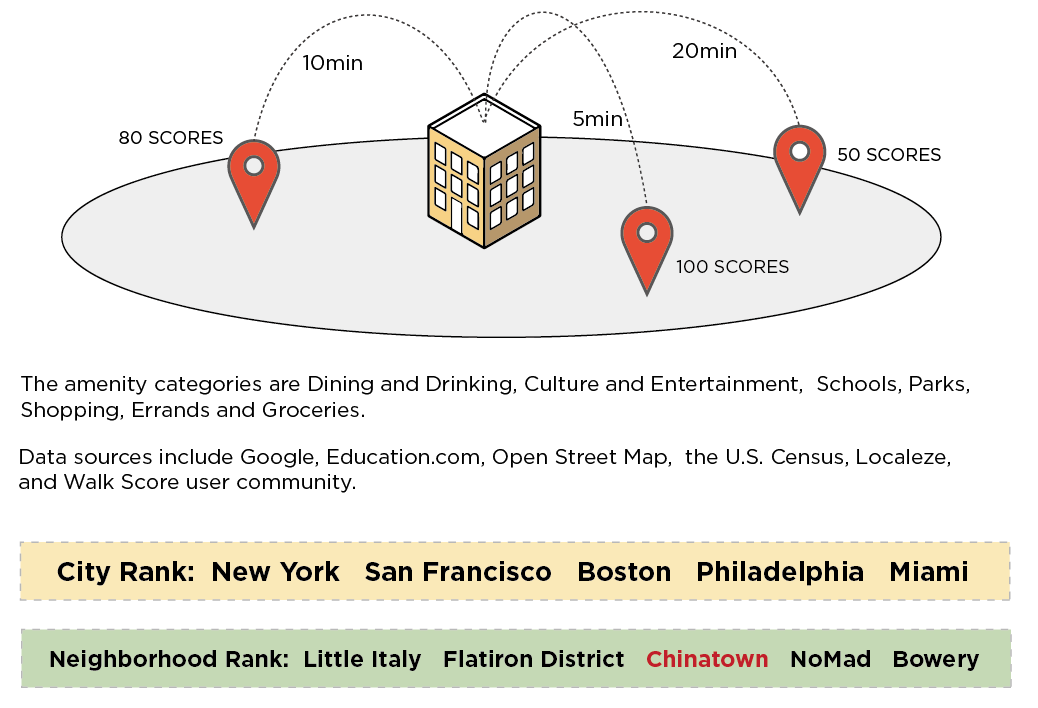 10min
20min
5min
80 SCORES
50 SCORES
100 SCORES
The amenity categories are Dining and Drinking, Culture and Entertainment,  Schools, Parks,
Shopping, Errands and Groceries.
Data sources include Google, Education.com, Open Street Map,  the U.S. Census, Localeze,
and Walk Score user community.
City Rank: New York San Francisco Boston Philadelphia Miami
Neighborhood Rank: Little Italy Flatiron District Chinatown NoMad Bowery